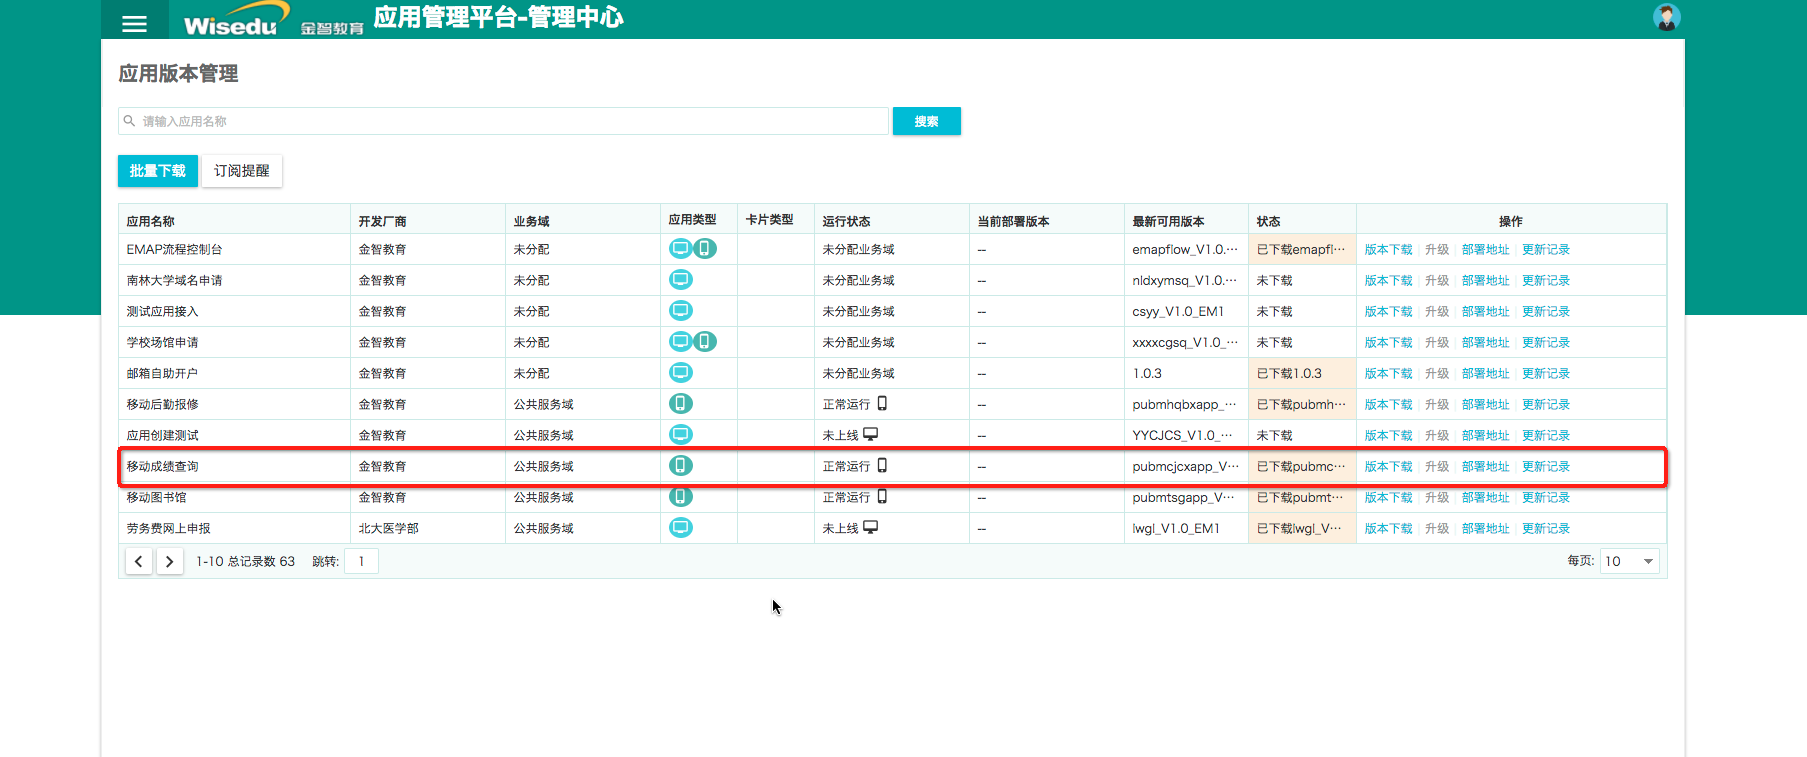 Wisedu 金智教育 应用管理平台-管理中心
应用版本管理
请输入应用名称 搜索
批量下载 订阅提醒
应用名称 开发厂商 业务域 应用类型 卡片类型 运行状态 当前部署版本 最新可用版本 状态 操作
EMAP流程控制台 金智教育 未分配 未分配业务域 -- emapflow_V1.0.··· 已下载emapfl··· 版本下载 升级 部署地址 更新记录
南林大学域名申请 金智教育 未分配 未分配业务域 -- nldxymsq_V1.0.··· 未下载 版本下载 升级 部署地址 更新记录
测试应用接入 金智教育 未分配 未分配业务域 -- csyy_V1.0_EM1 未下载 版本下载 升级 部署地址 更新记录
学校场馆申请 金智教育 未分配 未分配业务域 -- xxxxcgsq_V1.0_··· 未下载 版本下载 升级 部署地址 更新记录
邮箱自助开户 金智教育 未分配 未分配业务域 -- 1.0.3 已下载1.0.3 版本下载 升级 部署地址 更新记录
移动后勤报修 金智教育 公共服务域 正常运行 -- pubmhqbxapp_··· 已下载pubmh··· 版本下载 升级 部署地址 更新记录
应用创建测试 金智教育 公共服务域 未上线 -- YYCJCS_V1.0_··· 未下载 版本下载 升级 部署地址 更新记录
移动成绩查询 金智教育 公共服务域 正常运行 -- pubmcjcxapp_V··· 已下载pubmc··· 版本下载 升级 部署地址 更新记录
移动图书馆 金智教育 公共服务域 正常运行 -- pubmtsgapp_V··· 已下载pubmt··· 版本下载 升级 部署地址 更新记录
劳务费网上申报 北大医学部 公共服务域 未上线 -- lwgl_V1.0_EM1 已下载lwgl_V··· 版本下载 升级 部署地址 更新记录
1-10 总记录数 63 跳转: 1 每页: 10